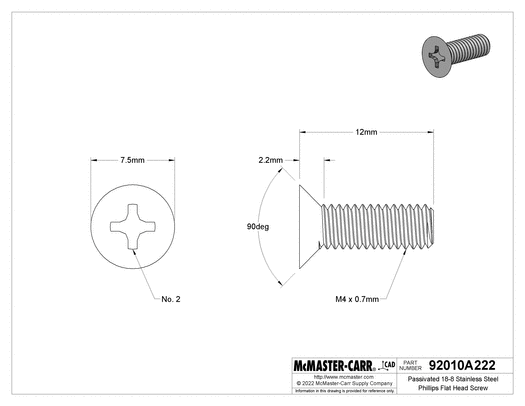 12mm
7.5mm
2.2mm
90deg
No. 2
M4 x 0.7mm
McMASTER-CARR® CAD
PART NUMBER
92010A222
http://www.mcmaster.com
© 2022 McMaster-Carr Supply Company
Information in this drawing is provided for reference only.
Passivated 18-8 Stainless Steel
Phillips Flat Head Screw